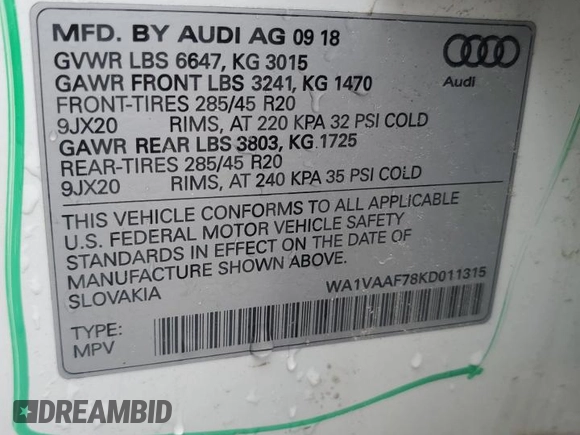 MFD. BY AUDI AG 09 18
GVWR LBS 6647, KG 3015
GAWR FRONT LBS 3241, KG 1470
FRONT-TIRES 285/45 R20
9JX20 RIMS, AT 220 KPA 32 PSI COLD
GAWR REAR LBS 3803, KG 1725
REAR-TIRES 285/45 R20
9JX20 RIMS, AT 240 KPA 35 PSI COLD
Audi
THIS VEHICLE CONFORMS TO ALL APPLICABLE
U.S. FEDERAL MOTOR VEHICLE SAFETY
STANDARDS IN EFFECT ON THE DATE OF
MANUFACTURE SHOWN ABOVE.
SLOVAKIA
WA1VAAF78KD011315
TYPE:
MPV
DREAMBID